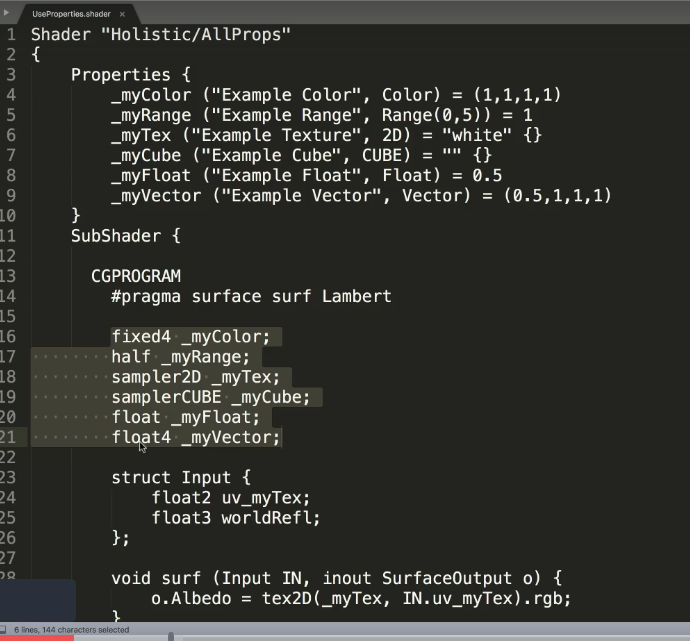 UseProperties.shader ×
1 Shader "Holistic/AllProps"
2 {
3 Properties {
4 _myColor ("Example Color", Color) = (1,1,1,1)
5 _myRange ("Example Range", Range(0,5)) = 1
6 _myTex ("Example Texture", 2D) = "white" {}
7 _myCube ("Example Cube", CUBE) = "" {}
8 _myFloat ("Example Float", Float) = 0.5
9 _myVector ("Example Vector", Vector) = (0.5,1,1,1)
10 }
11 SubShader {
12
13 CGPROGRAM
14 #pragma surface surf Lambert
15
16 fixed4 _myColor;
17 half _myRange;
18 sampler2D _myTex;
19 samplerCUBE _myCube;
20 float _myFloat;
21 float4 _myVector;
22
23 struct Input {
24 float2 uv_myTex;
25 float3 worldRefl;
26 };
27
28 void surf (Input IN, inout SurfaceOutput o) {
o.Albedo = tex2D(_myTex, IN.uv_myTex).rgb;
}
6 lines, 144 characters selected